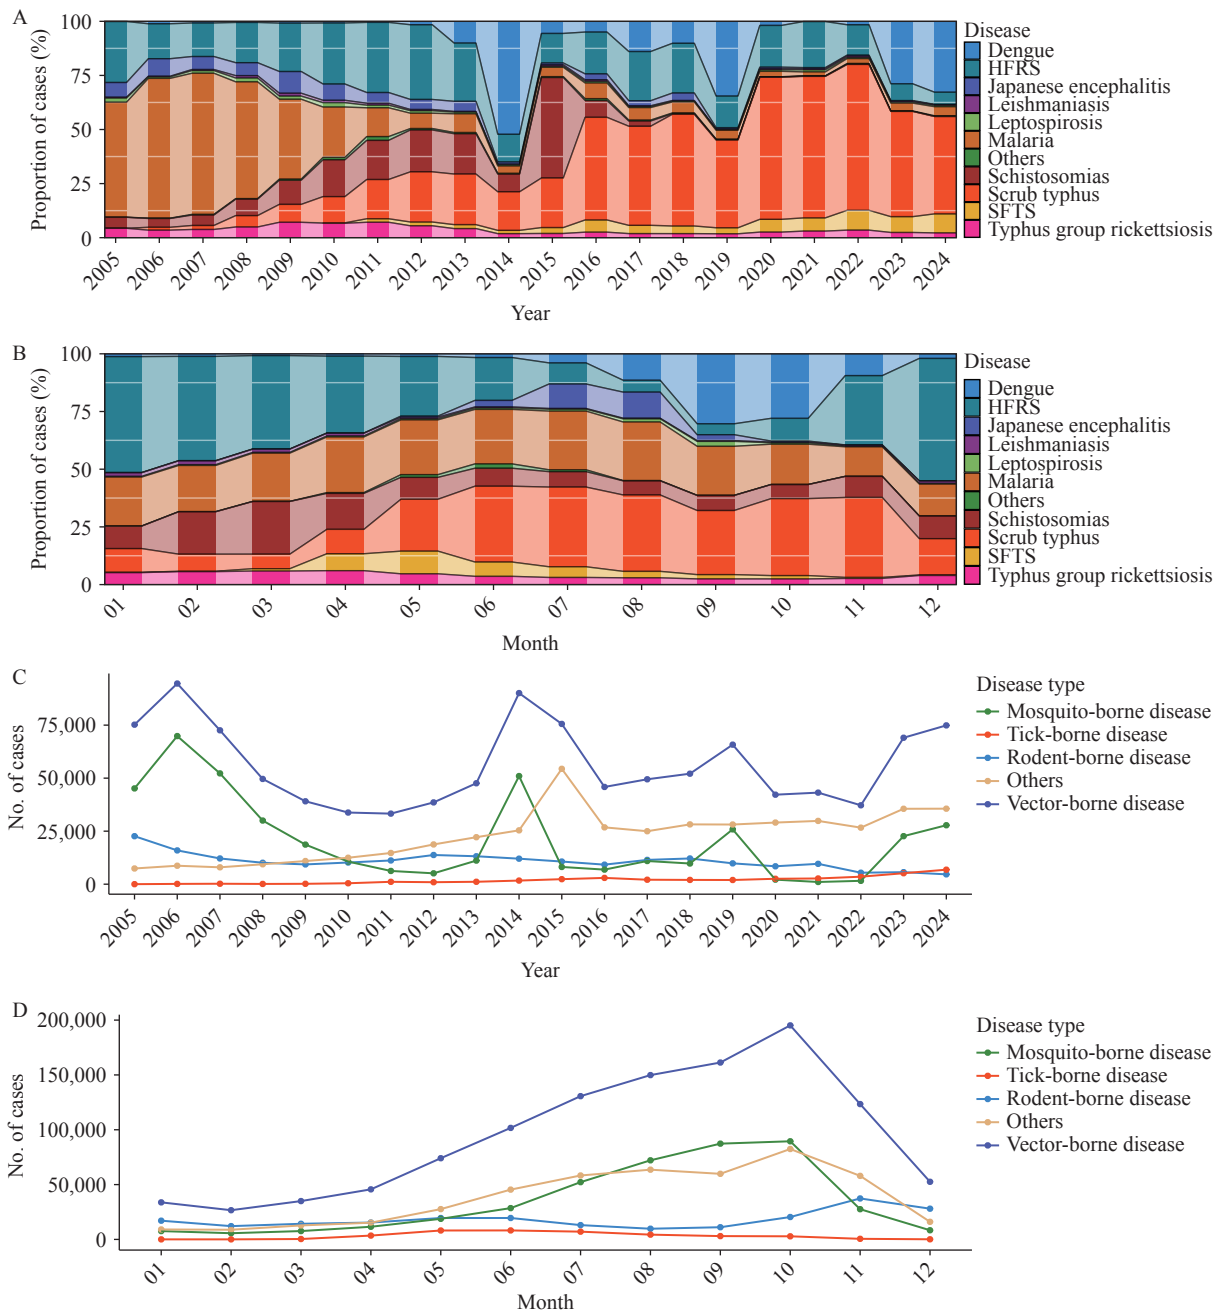 A
Proportion of cases (%)
100
75
50
25
0
2005
2006
2007
2008
2009
2010
2011
2012
2013
2014
2015
2016
2017
2018
2019
2020
2021
2022
2023
2024
Year
Disease
Dengue
HFRS
Japanese encephalitis
Leishmaniasis
Leptospirosis
Malaria
Others
Schistosomias
Scrub typhus
SFTS
Typhus group rickettsiosis
B
Proportion of cases (%)
100
75
50
25
0
01
02
03
04
05
06
07
08
09
10
11
12
Month
Disease
Dengue
HFRS
Japanese encephalitis
Leishmaniasis
Leptospirosis
Malaria
Others
Schistosomias
Scrub typhus
SFTS
Typhus group rickettsiosis
C
No. of cases
75,000
50,000
25,000
0
2005
2006
2007
2008
2009
2010
2011
2012
2013
2014
2015
2016
2017
2018
2019
2020
2021
2022
2023
2024
Year
Disease type
Mosquito-borne disease
Tick-borne disease
Rodent-borne disease
Others
Vector-borne disease
D
No. of cases
200,000
150,000
100,000
50,000
0
01
02
03
04
05
06
07
08
09
10
11
12
Month
Disease type
Mosquito-borne disease
Tick-borne disease
Rodent-borne disease
Others
Vector-borne disease